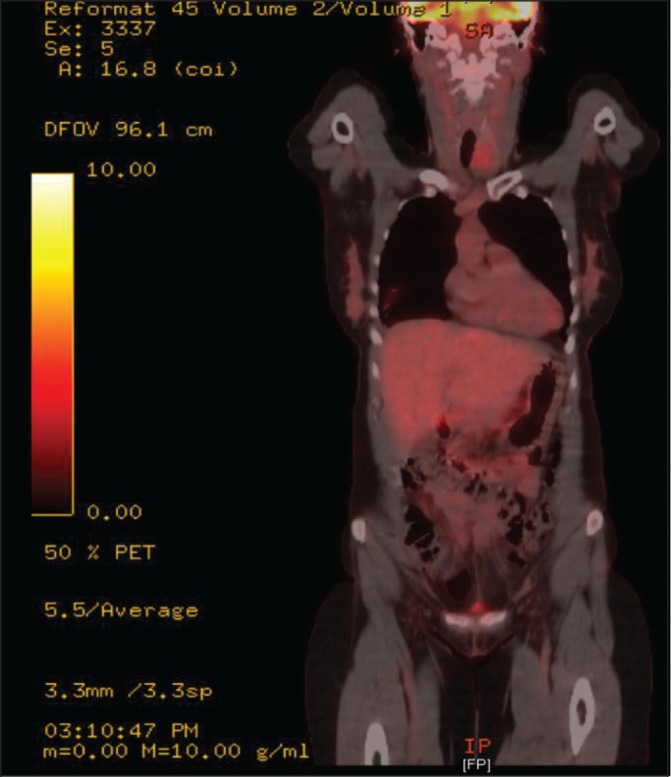 Reformat 45 Volume 2/Volume 1
Ex: 3337
SA
Se: 5
A: 16.8 (coi)
DFOV 96.1 cm
10.00
0.00
50 % PET
5.5/Average
3.3mm /3.3sp
03:10:47 PM
m=0.00 M=10.00 g/ml
IP
[FP]